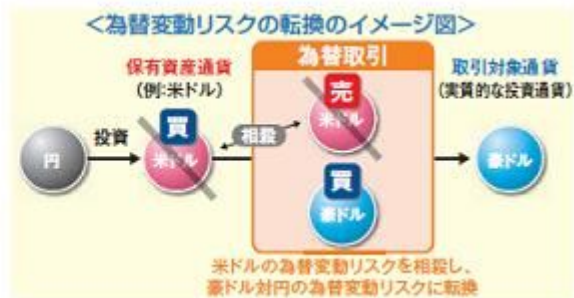 ＜為替変動リスクの転換のイメージ図＞
保有資産通貨
(例:米ドル)
為替取引
取引対象通貨
(実質的な投資通貨)
円
投資
買
米ドル
相殺
売
米ドル
買
豪ドル
豪ドル
米ドルの為替変動リスクを相殺し、
豪ドル対円の為替変動リスクに転換